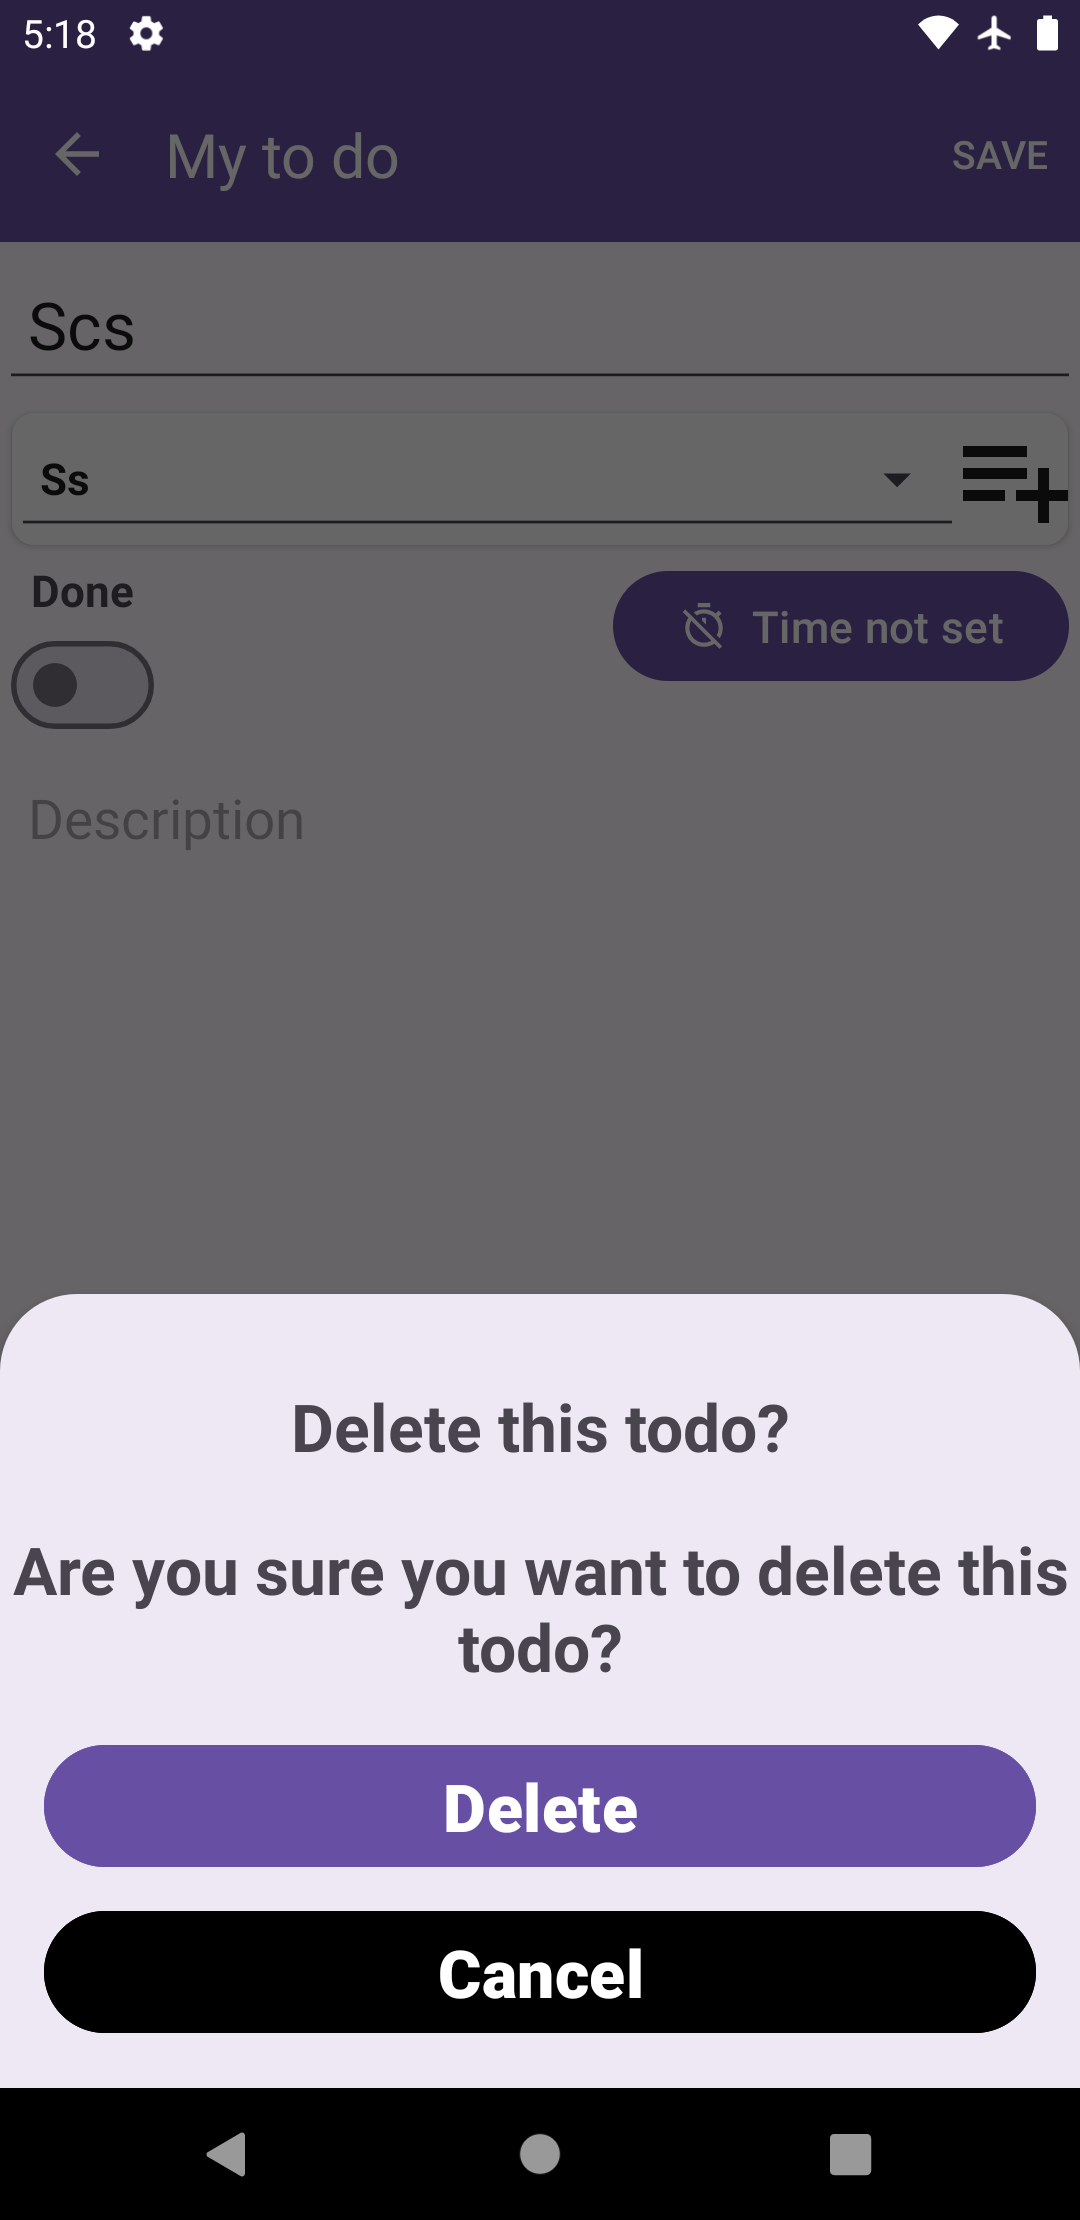 5:18
My to do
SAVE
Scs
Ss
Done
Time not set
Description
Delete this todo?
Are you sure you want to delete this
todo?
Delete
Cancel